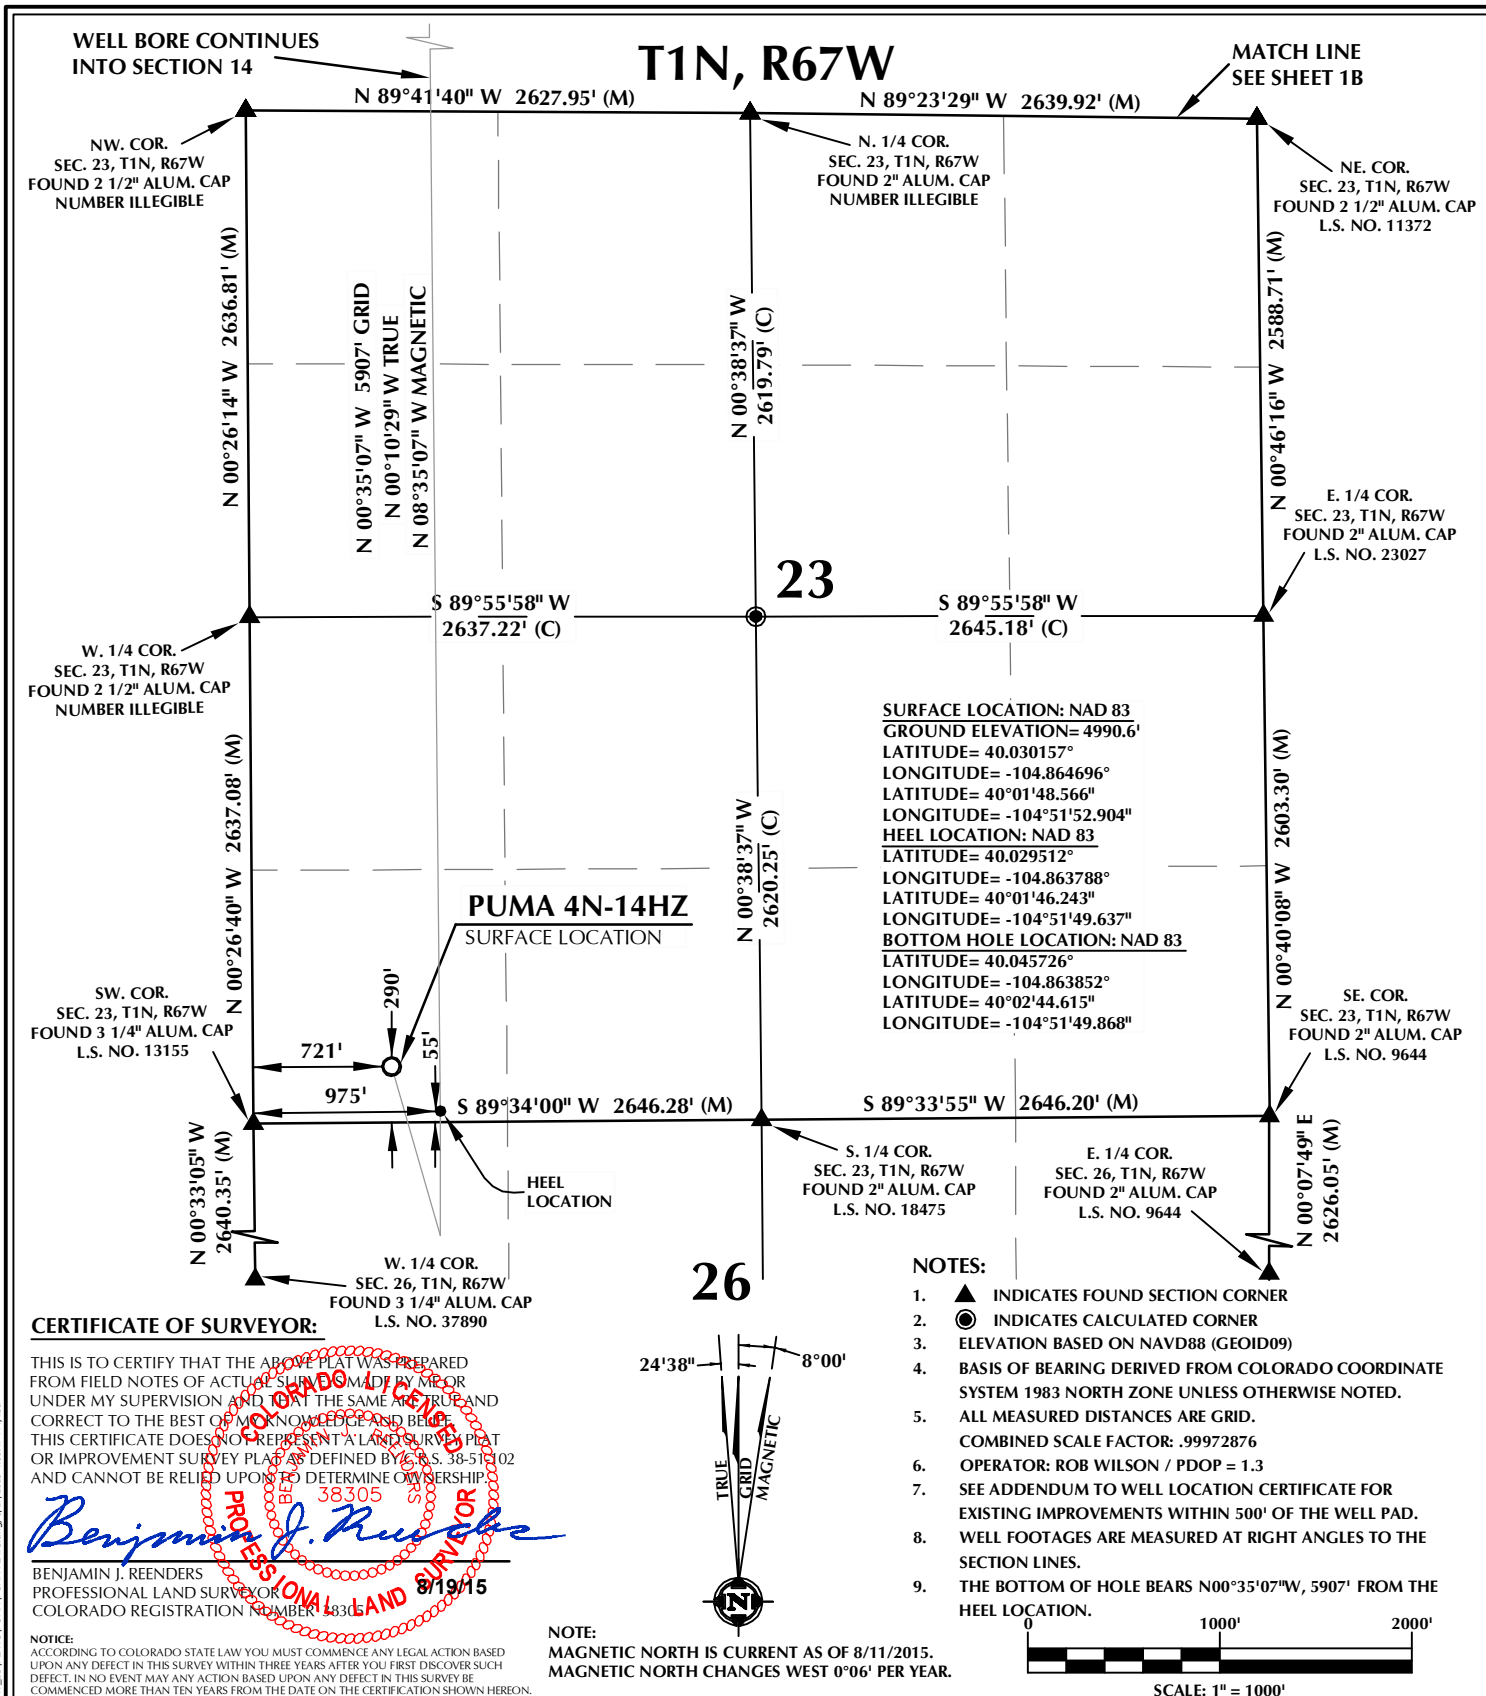 WELL BORE CONTINUES
INTO SECTION 14
T1N, R67W
MATCH LINE
SEE SHEET 1B
N 89°41'40" W 2627.95' (M)
N 89°23'29" W 2639.92' (M)
NW. COR.
SEC. 23, T1N, R67W
FOUND 2 1/2" ALUM. CAP
NUMBER ILLEGIBLE
N. 1/4 COR.
SEC. 23, T1N, R67W
FOUND 2" ALUM. CAP
NUMBER ILLEGIBLE
NE. COR.
SEC. 23, T1N, R67W
FOUND 2 1/2" ALUM. CAP
L.S. NO. 11372
N 00°26'14" W 2636.81' (M)
N 00°35'07" W 5907' GRID
N 00°10'29" W TRUE
N 08°35'07" W MAGNETIC
N 00°38'37" W
2619.79' (C)
N 00°46'16" W 2588.71' (M)
E. 1/4 COR.
SEC. 23, T1N, R67W
FOUND 2" ALUM. CAP
L.S. NO. 23027
23
S 89°55'58" W
2637.22' (C)
S 89°55'58" W
2645.18' (C)
W. 1/4 COR.
SEC. 23, T1N, R67W
FOUND 2 1/2" ALUM. CAP
NUMBER ILLEGIBLE
SURFACE LOCATION: NAD 83
GROUND ELEVATION= 4990.6'
LATITUDE= 40.030157°
LONGITUDE= -104.864696°
LATITUDE= 40°01'48.566"
LONGITUDE= -104°51'52.904"
HEEL LOCATION: NAD 83
LATITUDE= 40.029512°
LONGITUDE= -104.863788°
LATITUDE= 40°01'46.243"
LONGITUDE= -104°51'49.637"
BOTTOM HOLE LOCATION: NAD 83
LATITUDE= 40.045726°
LONGITUDE= -104.863852°
LATITUDE= 40°02'44.615"
LONGITUDE= -104°51'49.868"
N 00°26'40" W 2637.08' (M)
N 00°38'37" W
2620.25' (C)
N 00°40'08" W 2603.30' (M)
PUMA 4N-14HZ
SURFACE LOCATION
SW. COR.
SEC. 23, T1N, R67W
FOUND 3 1/4" ALUM. CAP
L.S. NO. 13155
SE. COR.
SEC. 23, T1N, R67W
FOUND 2" ALUM. CAP
L.S. NO. 9644
290'
55'
721'
975'
S 89°34'00" W 2646.28' (M)
S 89°33'55" W 2646.20' (M)
HEEL
LOCATION
N 00°33'05" W
2640.35' (M)
N 00°07'49" E
2626.05' (M)
S. 1/4 COR.
SEC. 23, T1N, R67W
FOUND 2" ALUM. CAP
L.S. NO. 18475
E. 1/4 COR.
SEC. 26, T1N, R67W
FOUND 2" ALUM. CAP
L.S. NO. 9644
W. 1/4 COR.
SEC. 26, T1N, R67W
FOUND 3 1/4" ALUM. CAP
L.S. NO. 37890
26
CERTIFICATE OF SURVEYOR:
THIS IS TO CERTIFY THAT THE ABOVE PLAT WAS PREPARED
FROM FIELD NOTES OF ACTUAL SURVEYS MADE BY ME OR
UNDER MY SUPERVISION AND THAT THE SAME ARE TRUE AND
CORRECT TO THE BEST OF MY KNOWLEDGE AND BELIEF.
THIS CERTIFICATE DOES NOT REPRESENT A LAND SURVEY PLAT
OR IMPROVEMENT SURVEY PLAT AS DEFINED BY C.R.S. 38-51-102
AND CANNOT BE RELIED UPON TO DETERMINE OWNERSHIP.
COLORADO LICENSED
PROFESSIONAL LAND SURVEYOR
BENJAMIN J. REENDERS
38305
Benjamin J. Reenders
8/19/15
BENJAMIN J. REENDERS
PROFESSIONAL LAND SURVEYOR
COLORADO REGISTRATION NUMBER 38305
NOTICE:
ACCORDING TO COLORADO STATE LAW YOU MUST COMMENCE ANY LEGAL ACTION BASED
UPON ANY DEFECT IN THIS SURVEY WITHIN THREE YEARS AFTER YOU FIRST DISCOVER SUCH
DEFECT. IN NO EVENT MAY ANY ACTION BASED UPON ANY DEFECT IN THIS SURVEY BE
COMMENCED MORE THAN TEN YEARS FROM THE DATE ON THE CERTIFICATION SHOWN HEREON.
24'38"
8°00'
TRUE
GRID
MAGNETIC
N
NOTE:
MAGNETIC NORTH IS CURRENT AS OF 8/11/2015.
MAGNETIC NORTH CHANGES WEST 0°06' PER YEAR.
NOTES:
1. INDICATES FOUND SECTION CORNER
2. INDICATES CALCULATED CORNER
3. ELEVATION BASED ON NAVD88 (GEOID09)
4. BASIS OF BEARING DERIVED FROM COLORADO COORDINATE
SYSTEM 1983 NORTH ZONE UNLESS OTHERWISE NOTED.
5. ALL MEASURED DISTANCES ARE GRID.
COMBINED SCALE FACTOR: .99972876
6. OPERATOR: ROB WILSON / PDOP = 1.3
7. SEE ADDENDUM TO WELL LOCATION CERTIFICATE FOR
EXISTING IMPROVEMENTS WITHIN 500' OF THE WELL PAD.
8. WELL FOOTAGES ARE MEASURED AT RIGHT ANGLES TO THE
SECTION LINES.
9. THE BOTTOM OF HOLE BEARS N00°35'07"W, 5907' FROM THE
HEEL LOCATION.
0 1000' 2000'
SCALE: 1" = 1000'